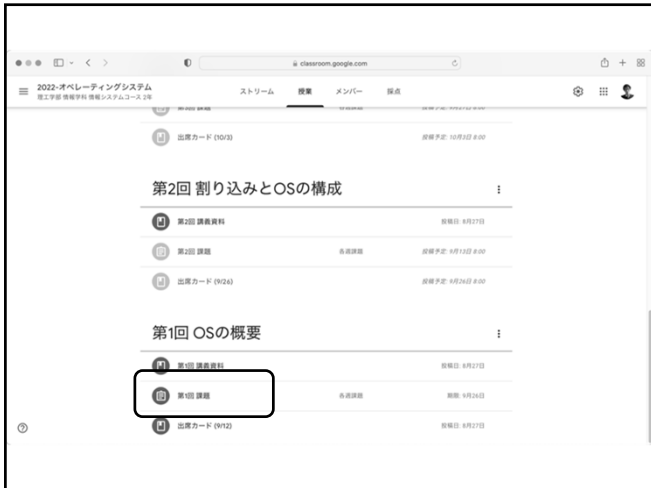 classroom.google.com
2022-オペレーティングシステム
理工学部 情報学科 情報システムコース 2年
ストリーム 授業 メンバー 採点
出席カード (10/3) 投稿予定: 10月3日 8:00
第2回 割り込みとOSの構成
第2回 講義資料 投稿日: 8月27日
第2回 課題 各週課題 投稿予定: 9月13日 8:00
出席カード (9/26) 投稿予定: 9月26日 8:00
第1回 OSの概要
第1回 講義資料 投稿日: 8月27日
第1回 課題 各週課題 期限: 9月26日
出席カード (9/12) 投稿日: 8月27日